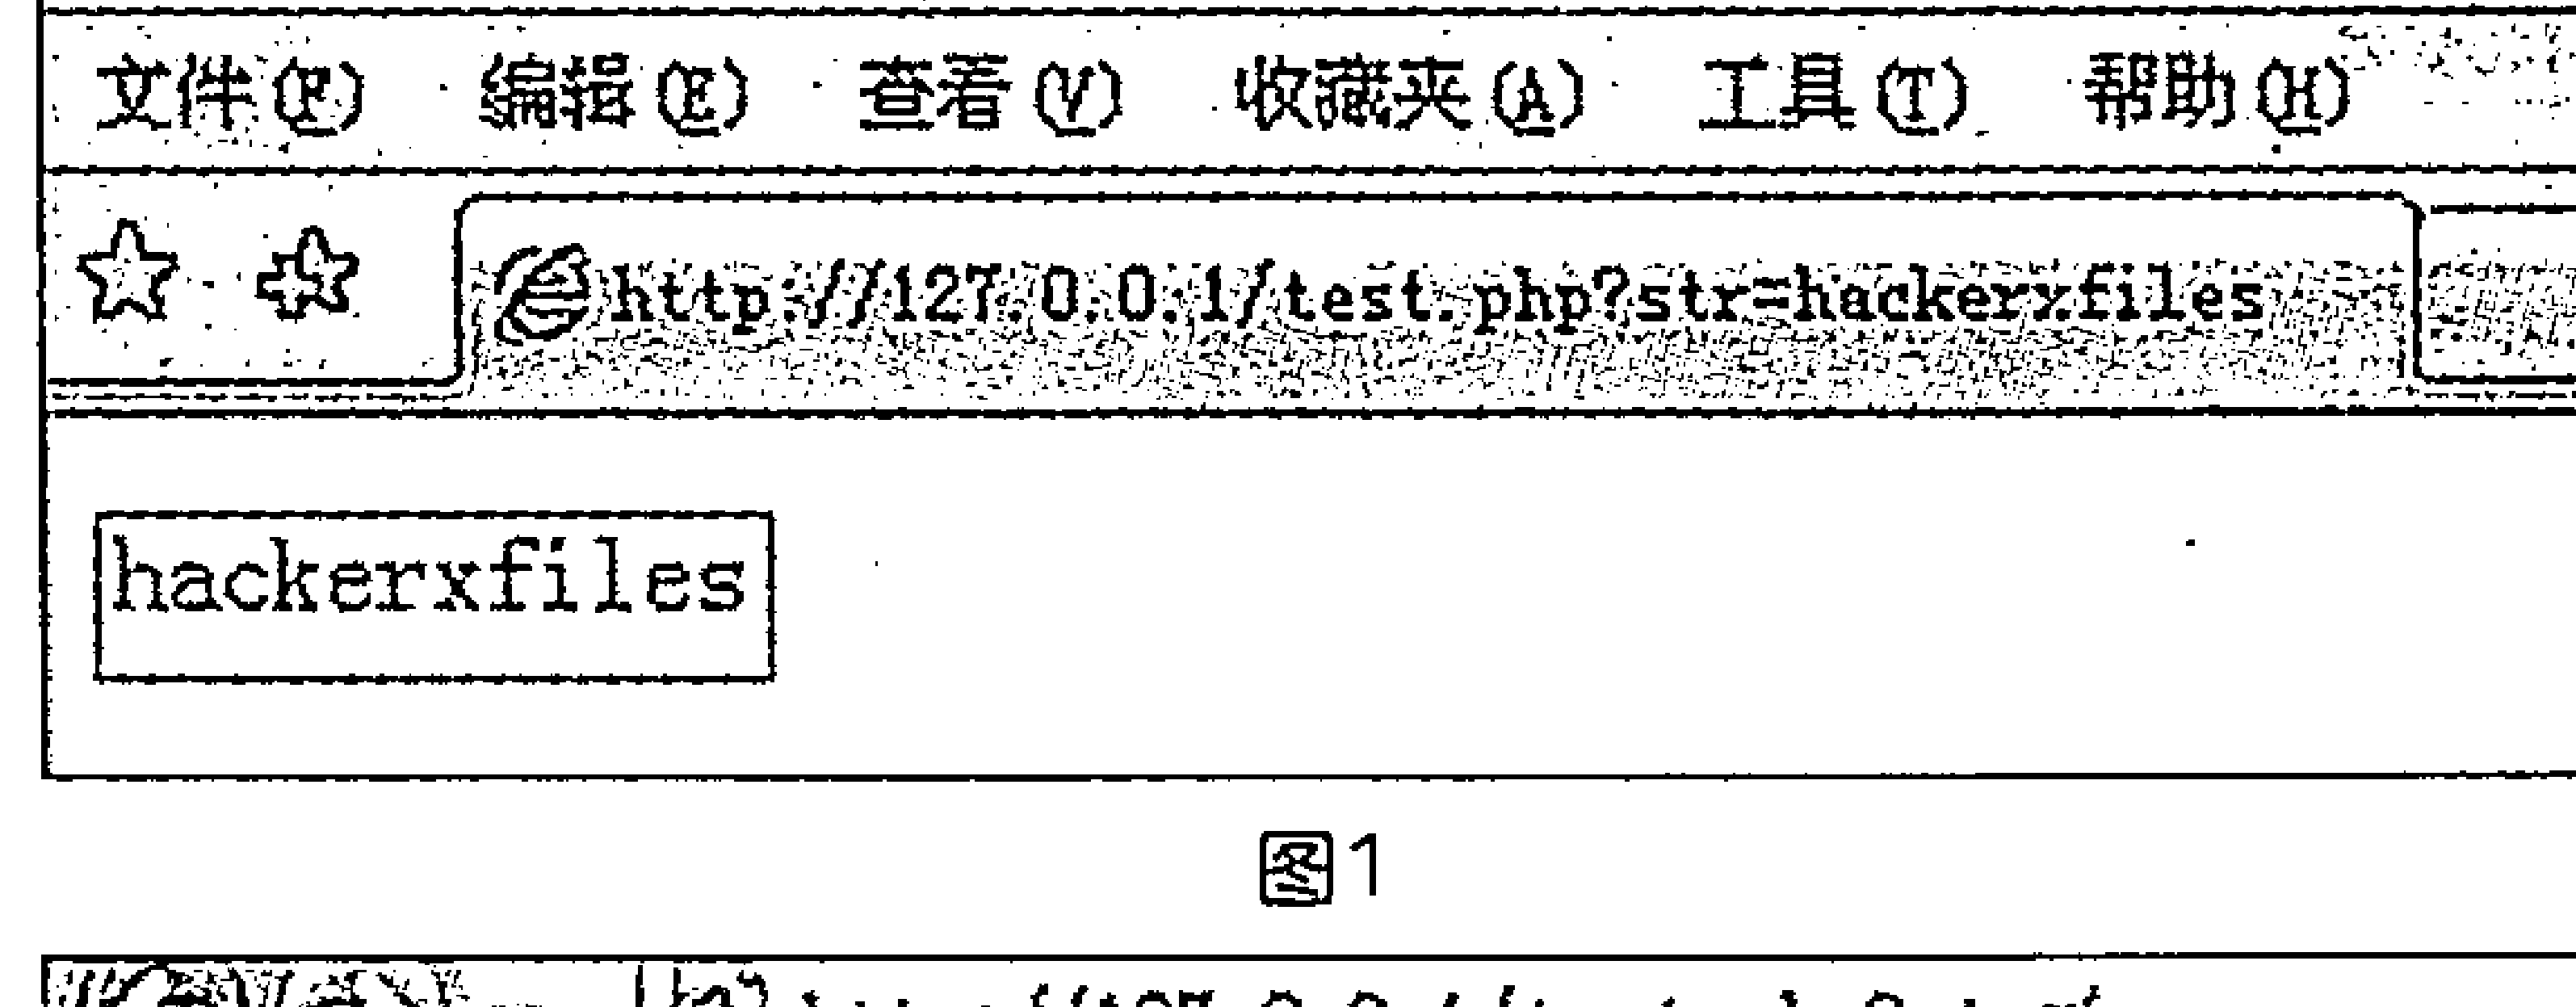 文件(F) 编辑(E) 查看(V) 收藏夹(A) 工具(T) 帮助(H)
http://127.0.0.1/test.php?str=hackerxfiles
hackerxfiles
图1